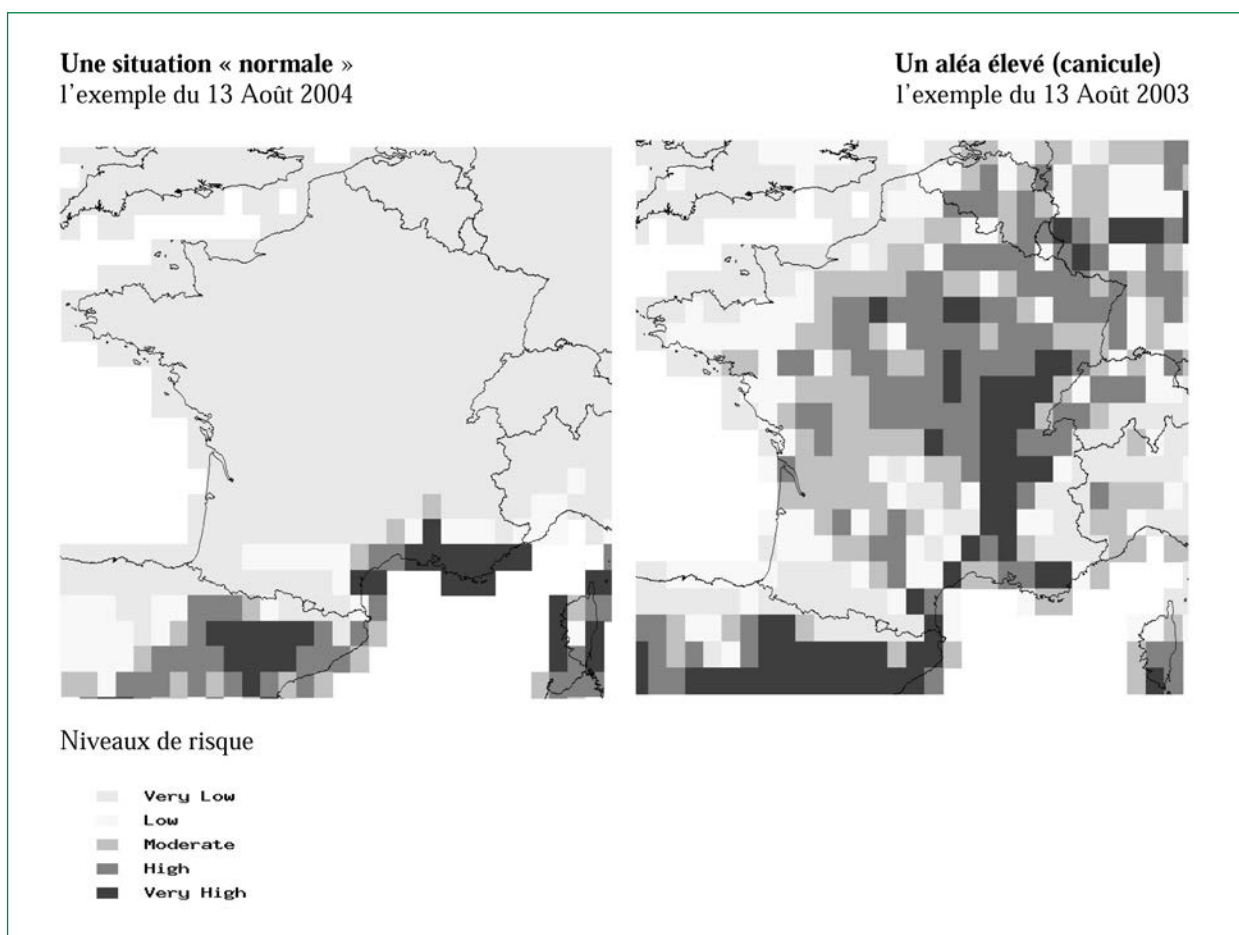 Une situation « normale »
l'exemple du 13 Août 2004
Un aléa élevé (canicule)
l'exemple du 13 Août 2003
Niveaux de risque
Very Low
Low
Moderate
High
Very High